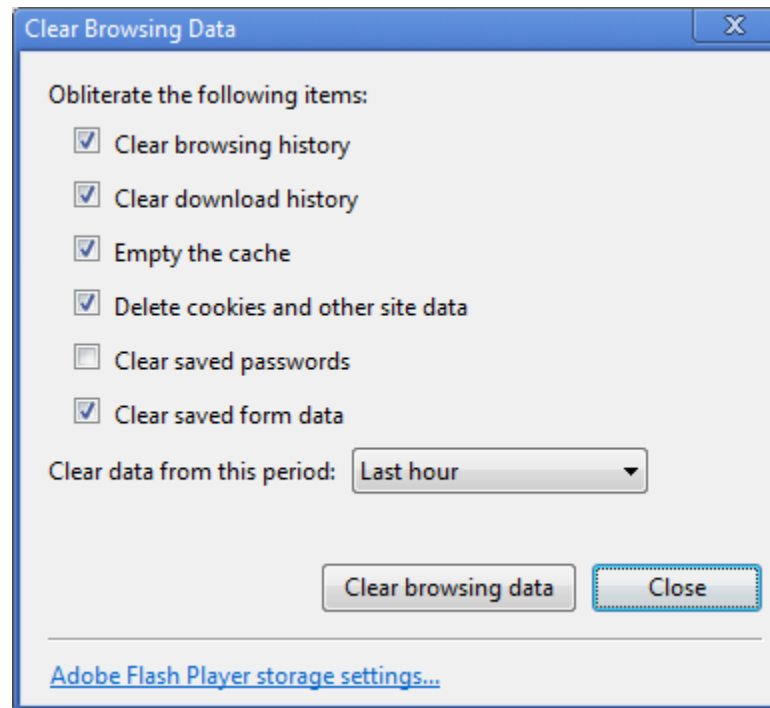 Clear Browsing Data
Obliterate the following items:
Clear browsing history
Clear download history
Empty the cache
Delete cookies and other site data
Clear saved passwords
Clear saved form data
Clear data from this period: Last hour
Clear browsing data Close
Adobe Flash Player storage settings...